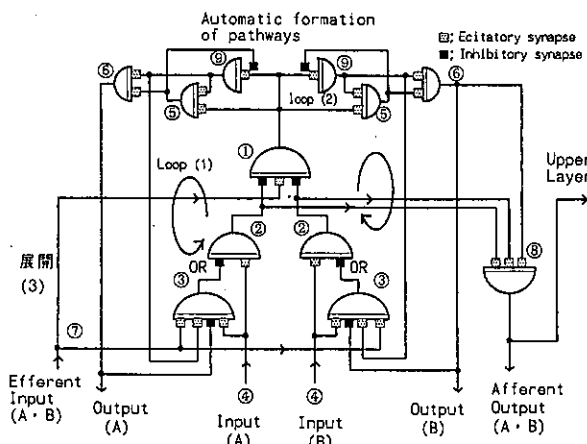 Automatic formation
of pathways
▨; Ecitatory synapse
■; Inhibitory synapse
⑥
⑨
⑨
⑥
⑤
loop (2)
⑤
①
Loop (1)
Upper
Layer
②
②
展開
(3)
OR
OR
③
③
⑧
⑦
④
④
Efferent
Input
(A・B)
Output
(A)
Input
(A)
Input
(B)
Output
(B)
Afferent
Output
(A・B)